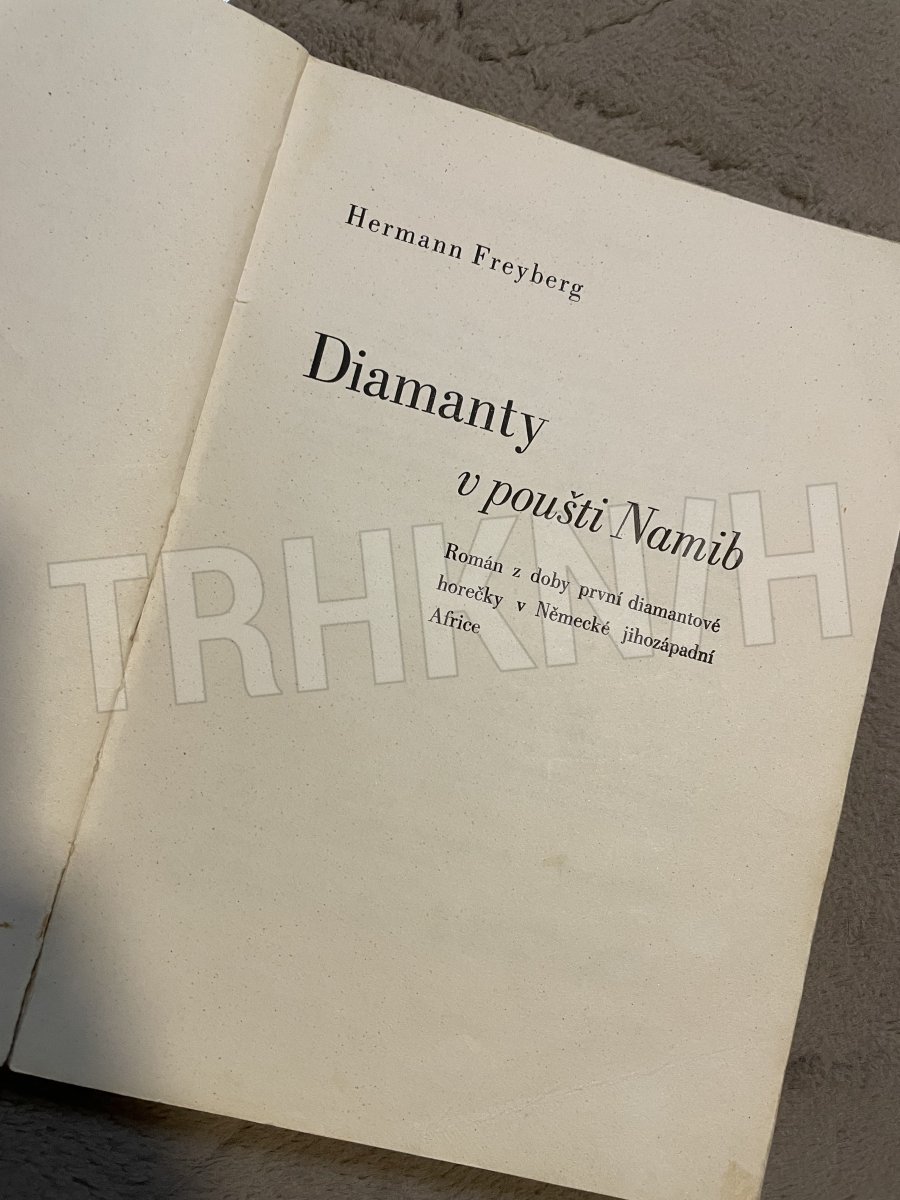 Hermann Freyberg
Diamanty
v poušti Namib
Román z doby první diamantové
horečky v Německé jihozápadní
Africe
TRHKNIH